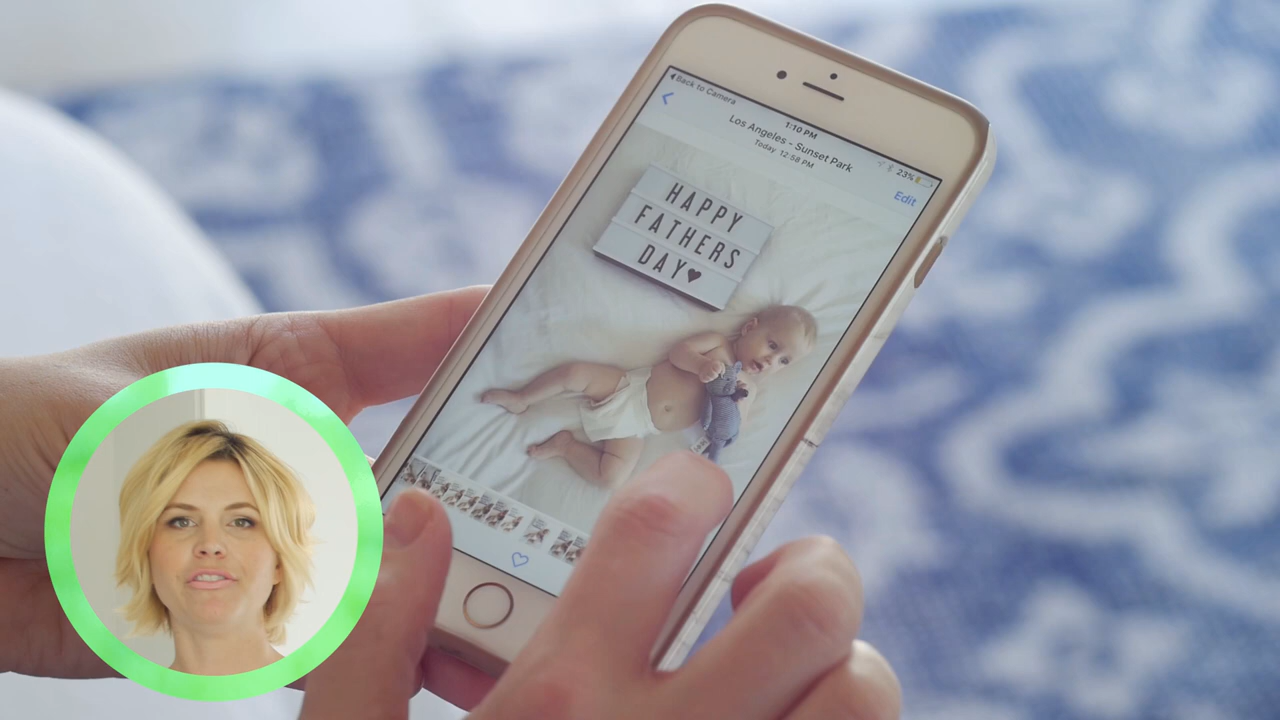 Back to Camera
1:10 PM
23%
Los Angeles - Sunset Park
Today 12:58 PM
Edit
HAPPY
FATHERS
DAY♥